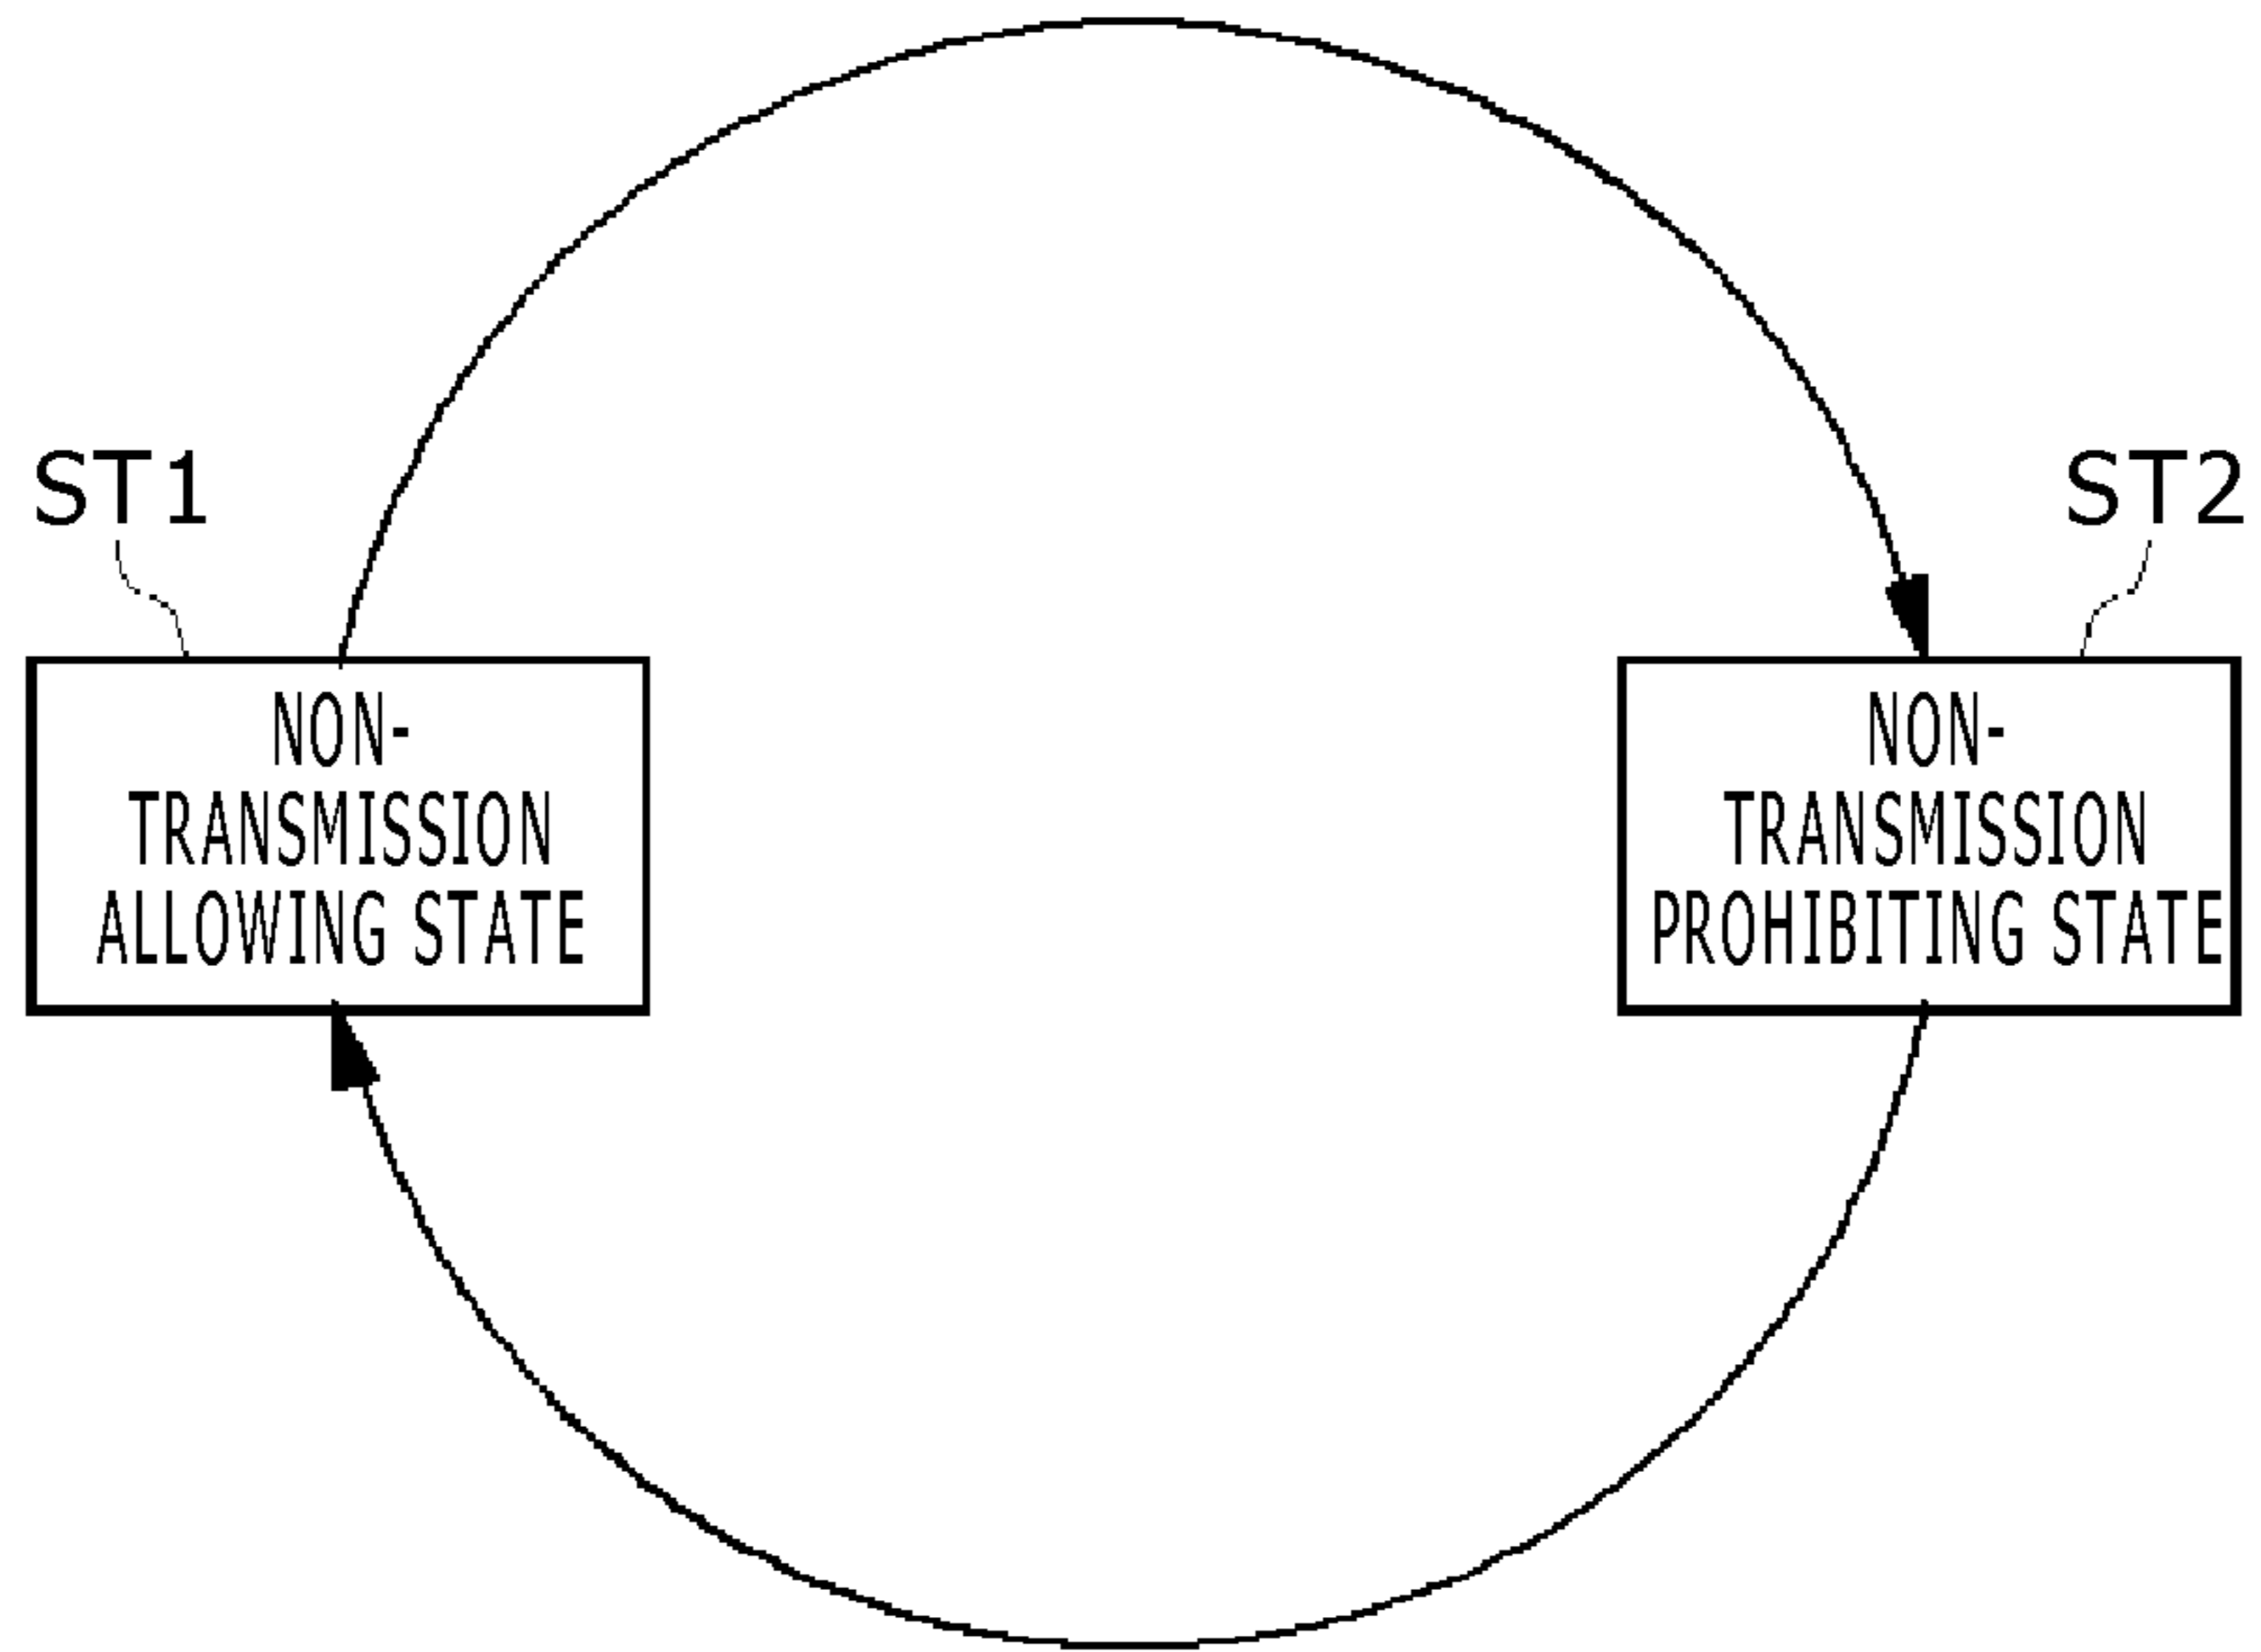 ST1
ST2
NON-
TRANSMISSION
ALLOWING STATE
NON-
TRANSMISSION
PROHIBITING STATE